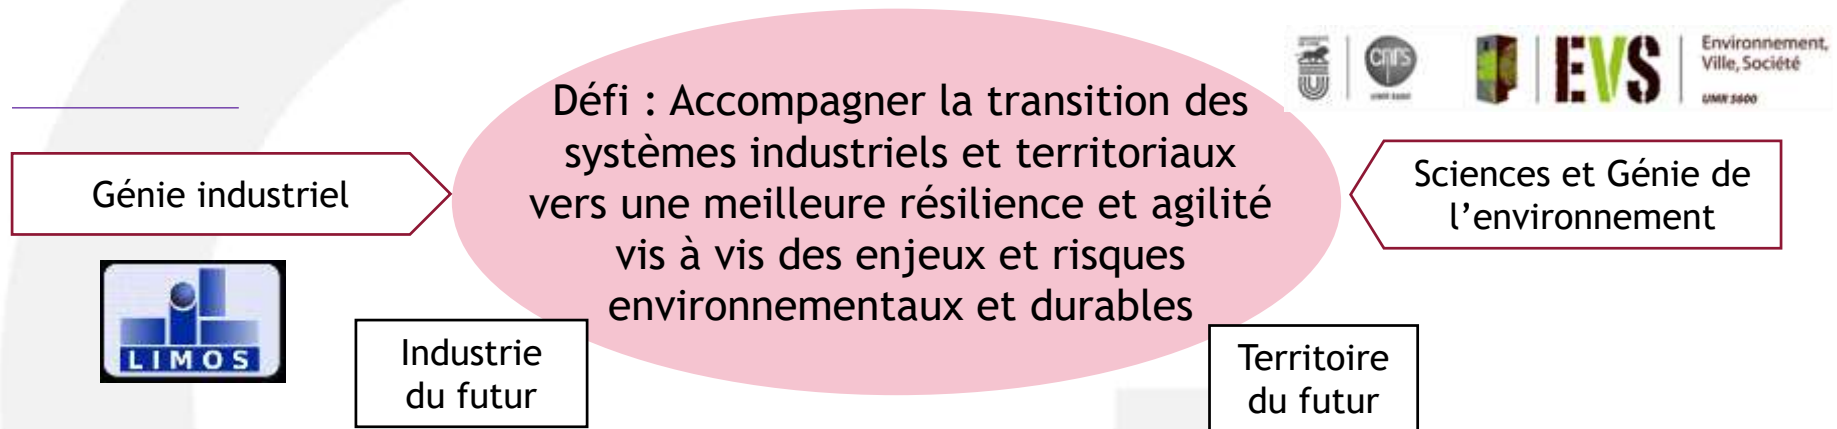 Défi : Accompagner la transition des
systèmes industriels et territoriaux
vers une meilleure résilience et agilité
vis à vis des enjeux et risques
environnementaux et durables
Génie industriel
LIMOS
Industrie
du futur
cnrs
EVS
Environnement,
Ville, Société
UMR 5600
Sciences et Génie de
l’environnement
Territoire
du futur